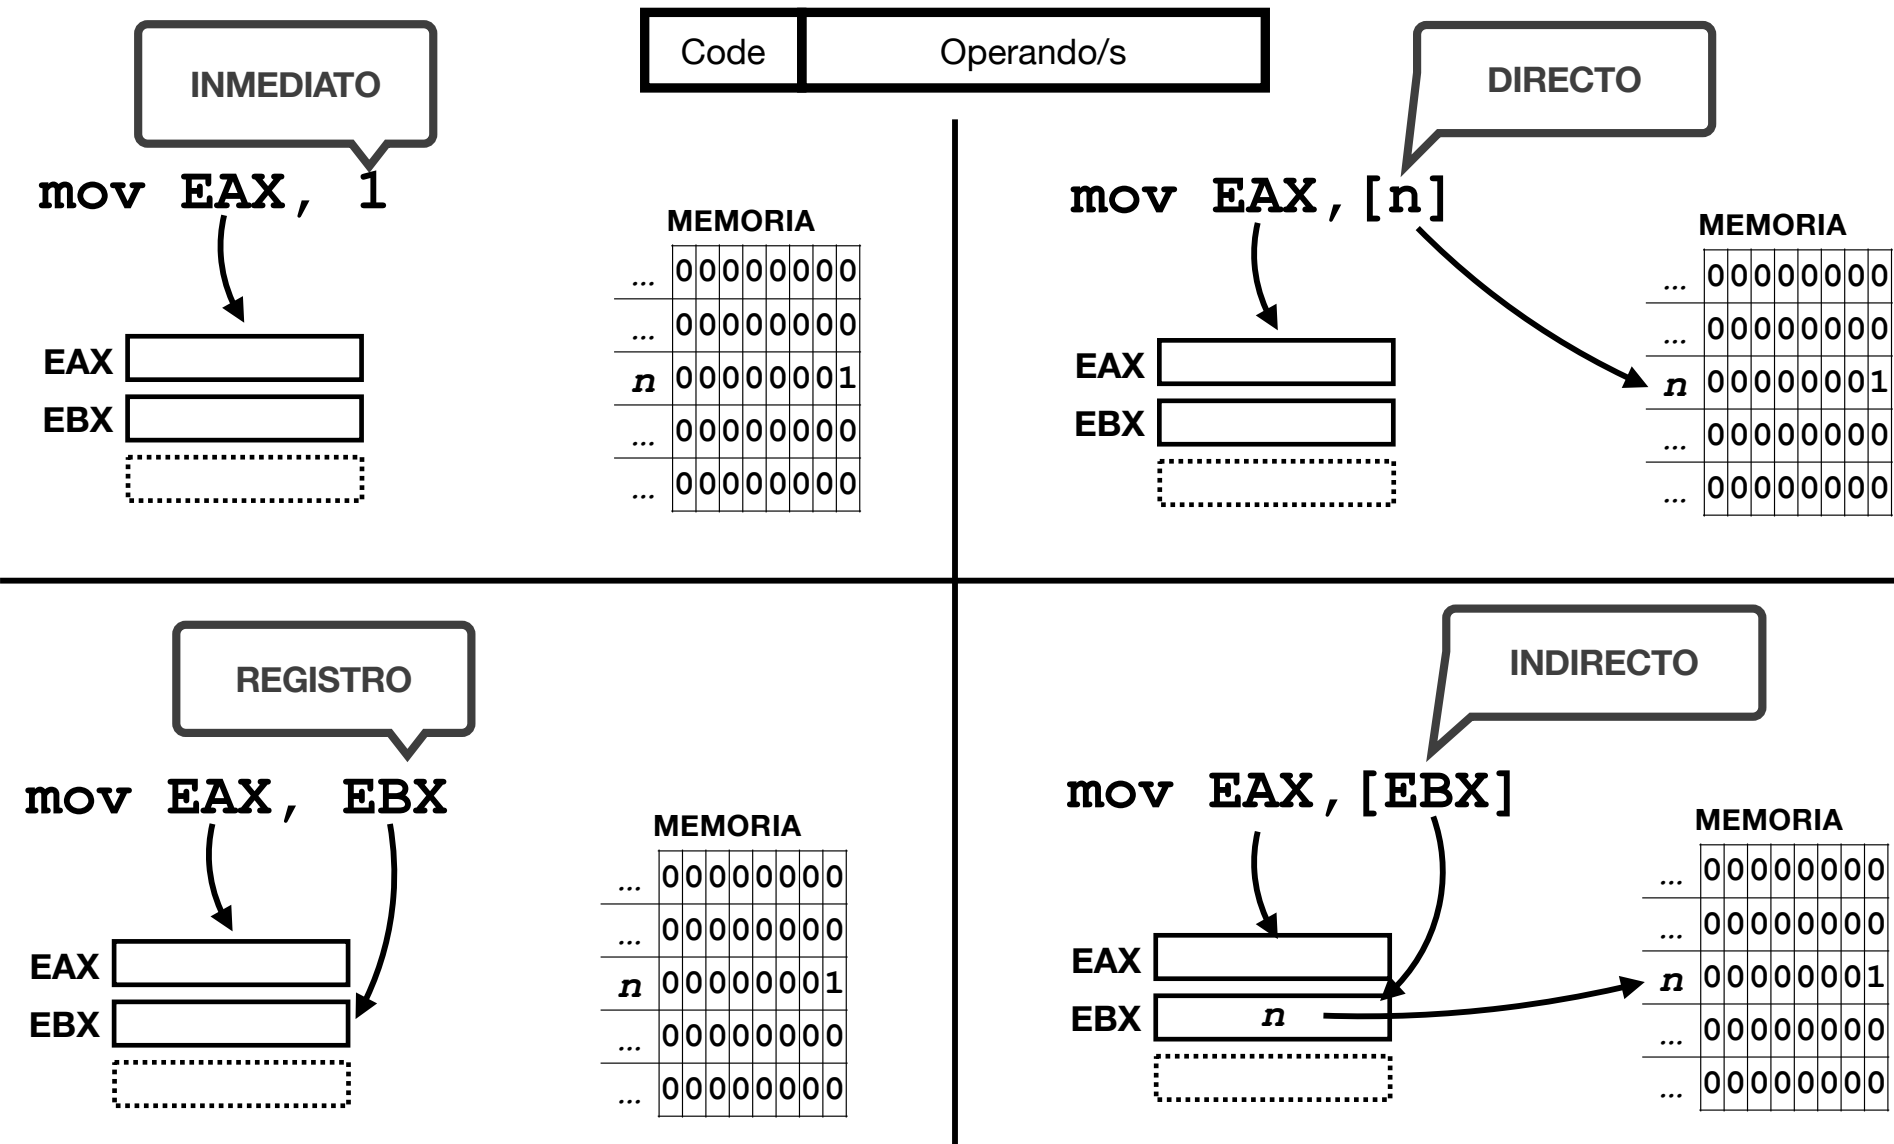 Code Operando/s
INMEDIATO
mov EAX, 1
MEMORIA
... 00000000
... 00000000
n 00000001
... 00000000
... 00000000
EAX
EBX
DIRECTO
mov EAX,[n]
MEMORIA
... 00000000
... 00000000
n 00000001
... 00000000
... 00000000
EAX
EBX
REGISTRO
mov EAX, EBX
MEMORIA
... 00000000
... 00000000
n 00000001
... 00000000
... 00000000
EAX
EBX
INDIRECTO
mov EAX,[EBX]
MEMORIA
... 00000000
... 00000000
n 00000001
... 00000000
... 00000000
EAX
EBX n